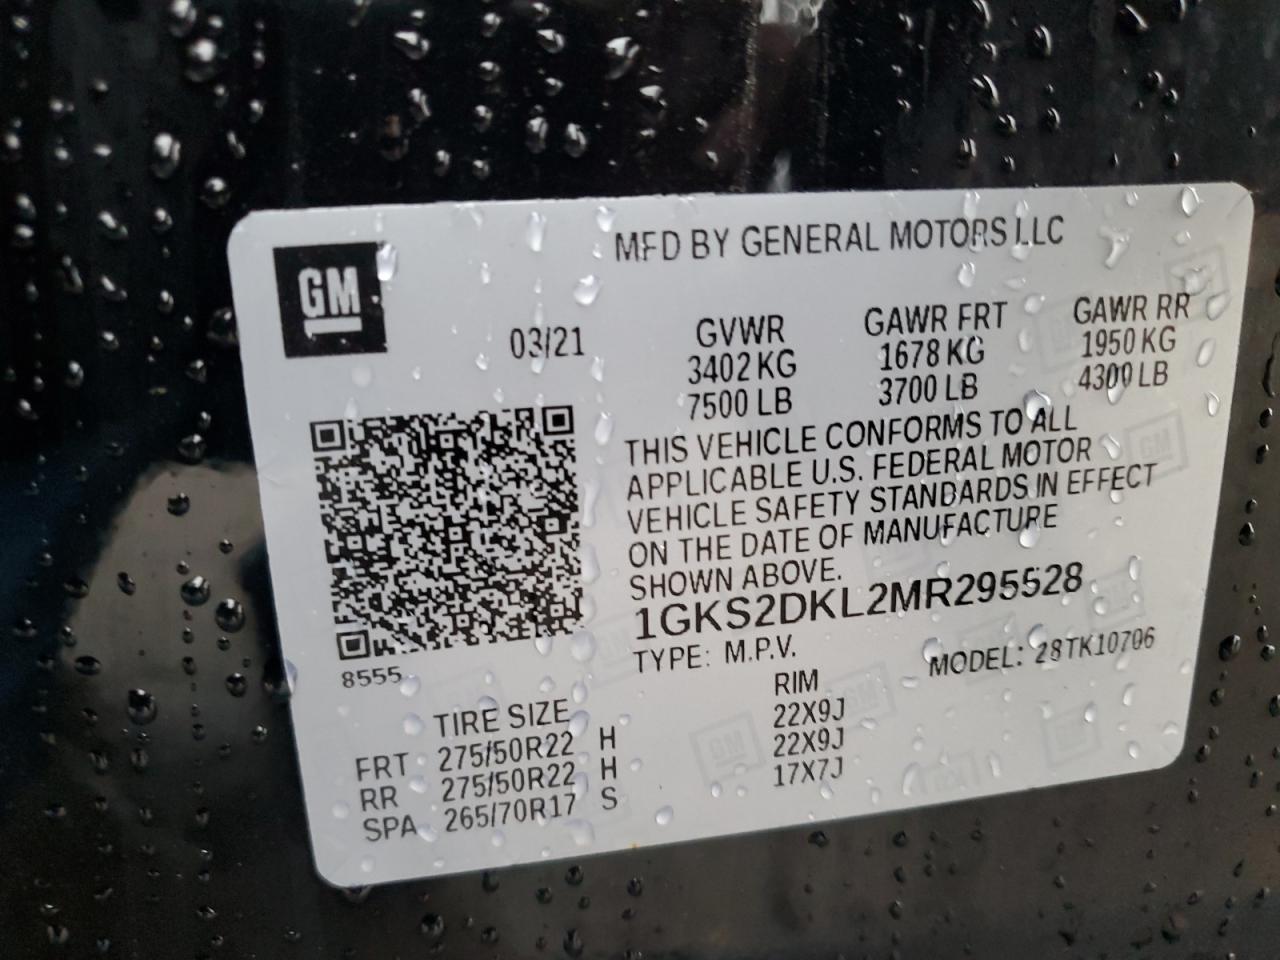 GM
MFD BY GENERAL MOTORS LLC
03/21
GVWR GAWR FRT GAWR RR
3402 KG 1678 KG 1950 KG
7500 LB 3700 LB 4300 LB
THIS VEHICLE CONFORMS TO ALL
APPLICABLE U.S. FEDERAL MOTOR
VEHICLE SAFETY STANDARDS IN EFFECT
ON THE DATE OF MANUFACTURE
SHOWN ABOVE.
1GKS2DKL2MR295528
TYPE: M.P.V. MODEL: 28TK10706
8555
TIRE SIZE RIM
FRT 275/50R22 H 22X9J
RR 275/50R22 H 22X9J
SPA 265/70R17 S 17X7J